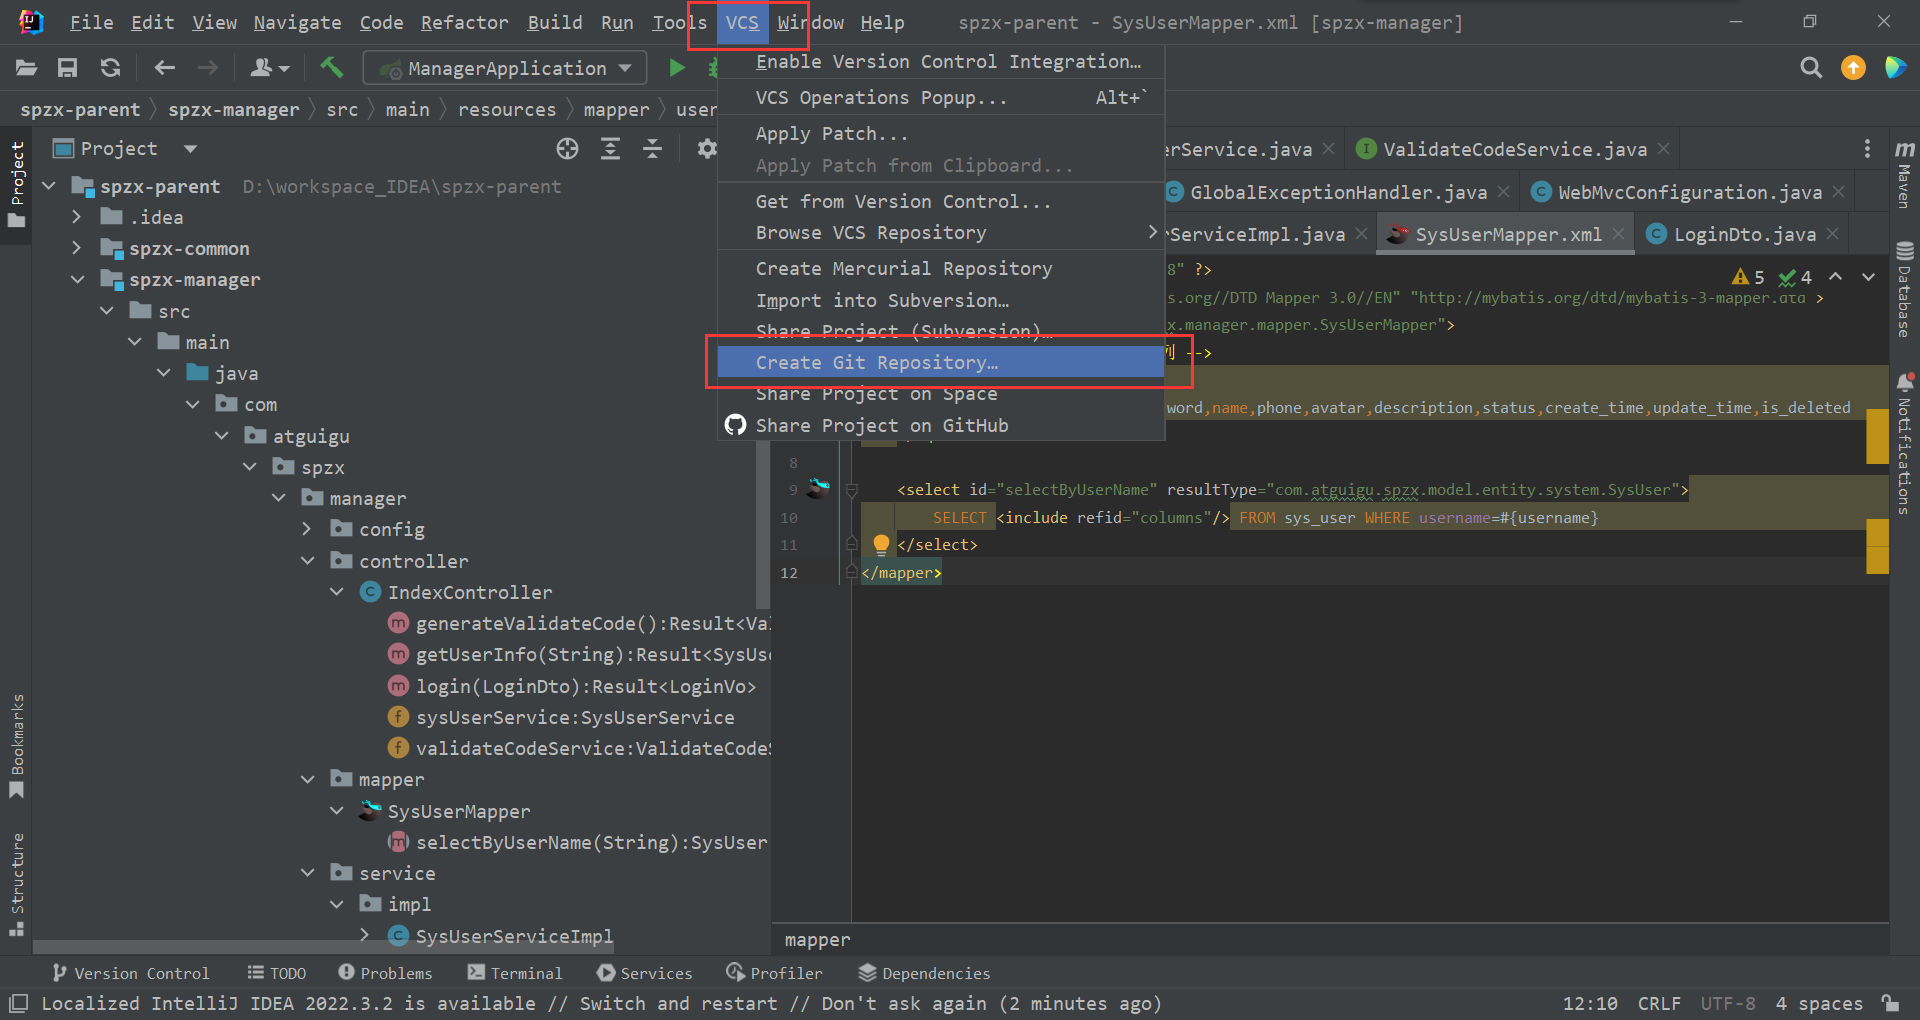 File Edit View Navigate Code Refactor Build Run Tools VCS Window Help spzx-parent - SysUserMapper.xml [spzx-manager]
ManagerApplication
spzx-parent spzx-manager src main resources mapper user
Enable Version Control Integration…
VCS Operations Popup... Alt+`
Apply Patch...
Apply Patch from Clipboard...
Get from Version Control...
Browse VCS Repository
Create Mercurial Repository
Import into Subversion…
Share Project (Subversion)…
Create Git Repository…
Share Project on Space
Share Project on GitHub
Project
Project
spzx-parent D:\workspace_IDEA\spzx-parent
.idea
spzx-common
spzx-manager
src
main
java
com
atguigu
spzx
manager
config
controller
IndexController
generateValidateCode():Result<Val
getUserInfo(String):Result<SysUse
login(LoginDto):Result<LoginVo>
sysUserService:SysUserService
validateCodeService:ValidateCodeS
mapper
SysUserMapper
selectByUserName(String):SysUser
service
impl
SysUserServiceImpl
Bookmarks
Structure
erService.java ValidateCodeService.java
GlobalExceptionHandler.java WebMvcConfiguration.java
rServiceImpl.java SysUserMapper.xml LoginDto.java
8" ?>
5 4
is.org//DTD Mapper 3.0//EN" "http://mybatis.org/dtd/mybatis-3-mapper.dtd >
x.manager.mapper.SysUserMapper">
列 -->
word,name,phone,avatar,description,status,create_time,update_time,is_deleted
8
9 <select id="selectByUserName" resultType="com.atguigu.spzx.model.entity.system.SysUser">
10 SELECT <include refid="columns"/> FROM sys_user WHERE username=#{username}
11 </select>
12 </mapper>
mapper
m Maven
Database
Notifications
Version Control TODO Problems Terminal Services Profiler Dependencies
Localized IntelliJ IDEA 2022.3.2 is available // Switch and restart // Don't ask again (2 minutes ago) 12:10 CRLF UTF-8 4 spaces